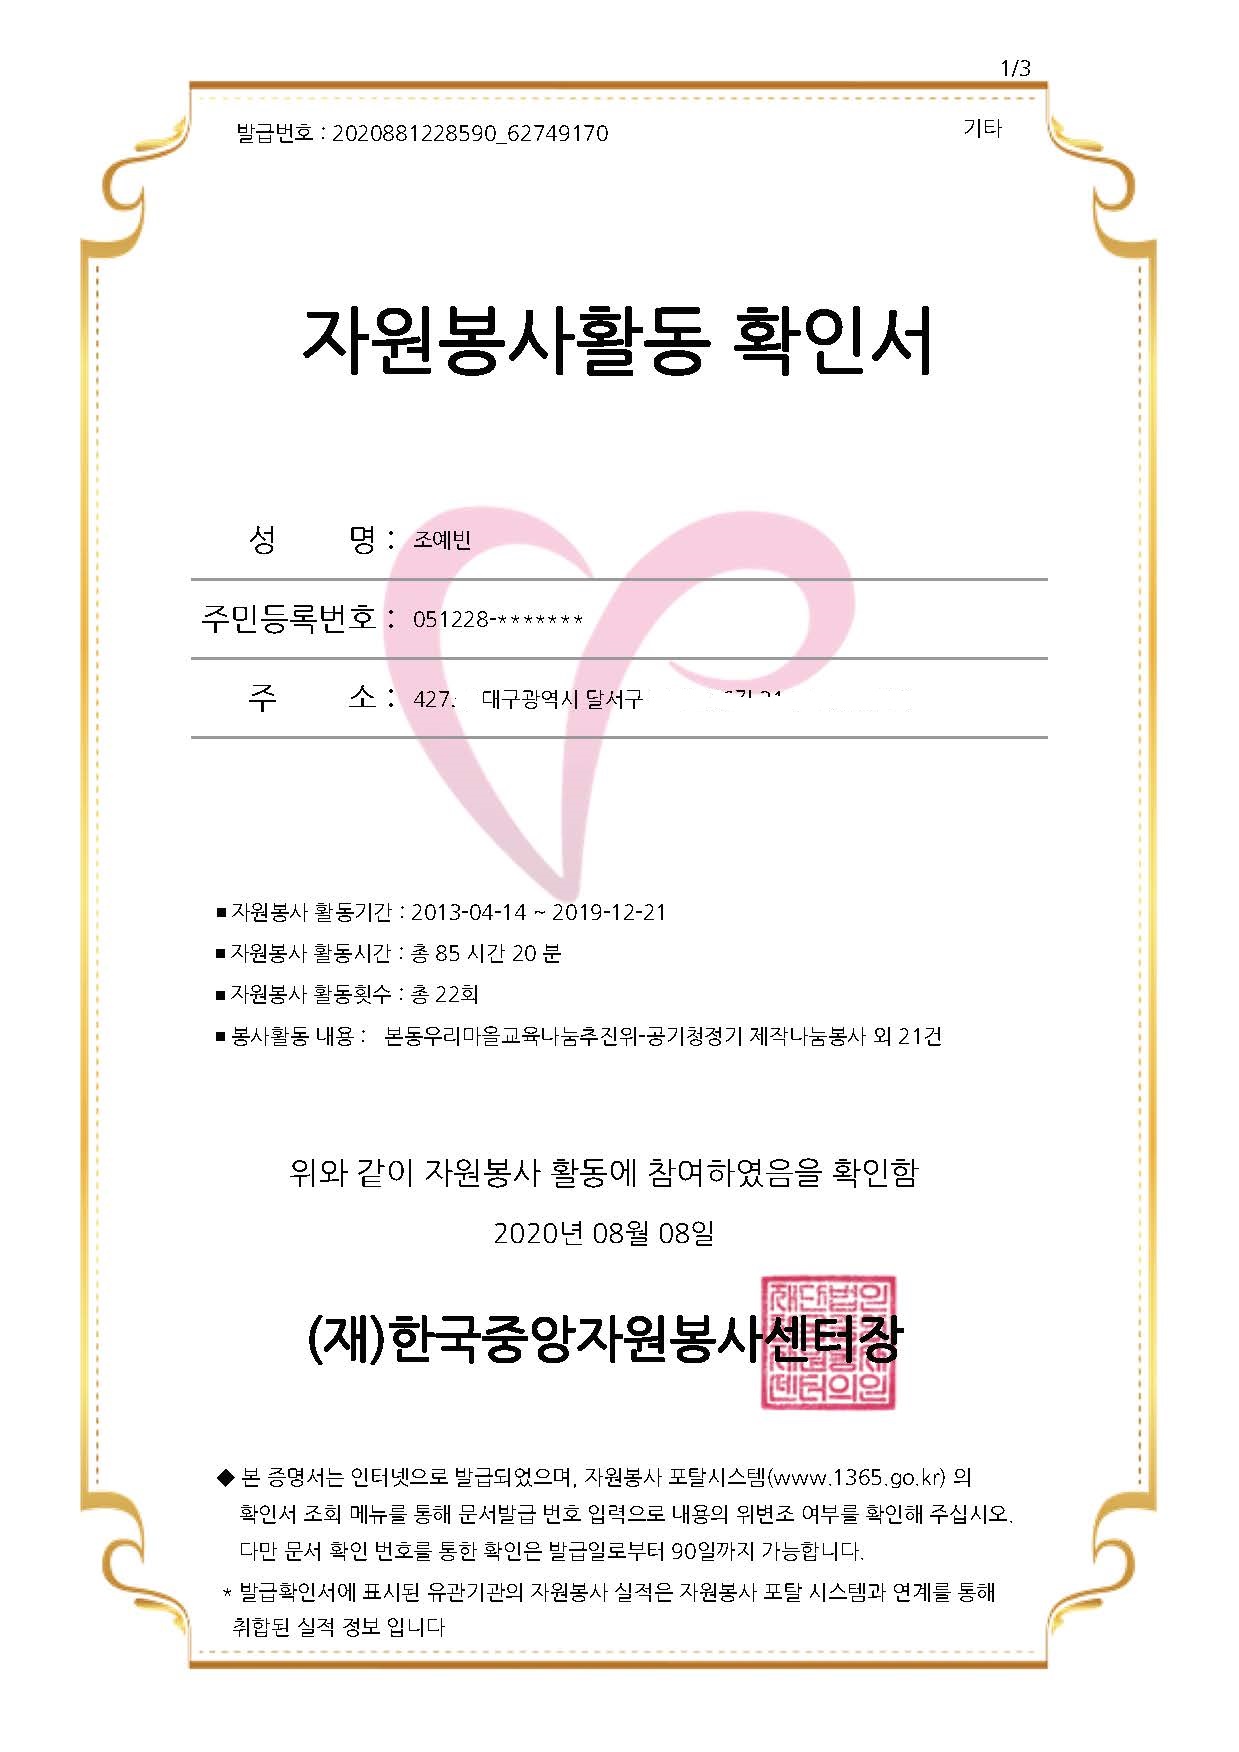 1/3
발급번호 : 2020881228590_62749170
기타
자원봉사활동 확인서
성 명 : 조예빈
주민등록번호 : 051228-*******
주 소 : 427. 대구광역시 달서구
■ 자원봉사 활동기간 : 2013-04-14 ~ 2019-12-21
■ 자원봉사 활동시간 : 총 85 시간 20 분
■ 자원봉사 활동횟수 : 총 22회
■ 봉사활동 내용 : 본동우리마을교육나눔추진위-공기청정기 제작나눔봉사 외 21건
위와 같이 자원봉사 활동에 참여하였음을 확인함
2020년 08월 08일
(재)한국중앙자원봉사센터장
◆ 본 증명서는 인터넷으로 발급되었으며, 자원봉사 포탈시스템(www.1365.go.kr) 의
확인서 조회 메뉴를 통해 문서발급 번호 입력으로 내용의 위변조 여부를 확인해 주십시오.
다만 문서 확인 번호를 통한 확인은 발급일로부터 90일까지 가능합니다.
* 발급확인서에 표시된 유관기관의 자원봉사 실적은 자원봉사 포탈 시스템과 연계를 통해
취합된 실적 정보 입니다